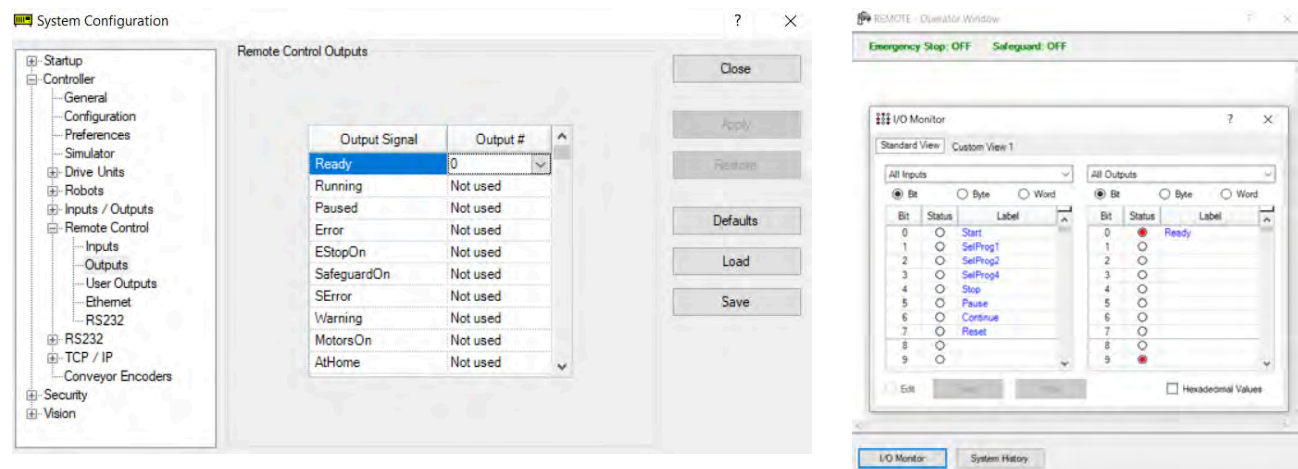 System Configuration
? X
Startup
Controller
General
Configuration
Preferences
Simulator
Drive Units
Robots
Inputs / Outputs
Remote Control
Inputs
Outputs
User Outputs
Ethernet
RS232
RS232
TCP / IP
Conveyor Encoders
Security
Vision
Remote Control Outputs
Output Signal Output #
Ready 0
Running Not used
Paused Not used
Error Not used
EStopOn Not used
SafeguardOn Not used
SError Not used
Warning Not used
MotorsOn Not used
AtHome Not used
Close
Apply
Restore
Defaults
Load
Save
REMOTE - Operator Window
? X
Emergency Stop: OFF Safeguard: OFF
I/O Monitor
? X
Standard View Custom View 1
All Inputs
Bit Byte Word
Bit Status Label
0 Start
1 SelProg1
2 SelProg2
3 SelProg4
4 Stop
5 Pause
6 Continue
7 Reset
8
9
All Outputs
Bit Byte Word
Bit Status Label
0 Ready
1
2
3
4
5
6
7
8
9
Edit
Hexadecimal Values
I/O Monitor System History